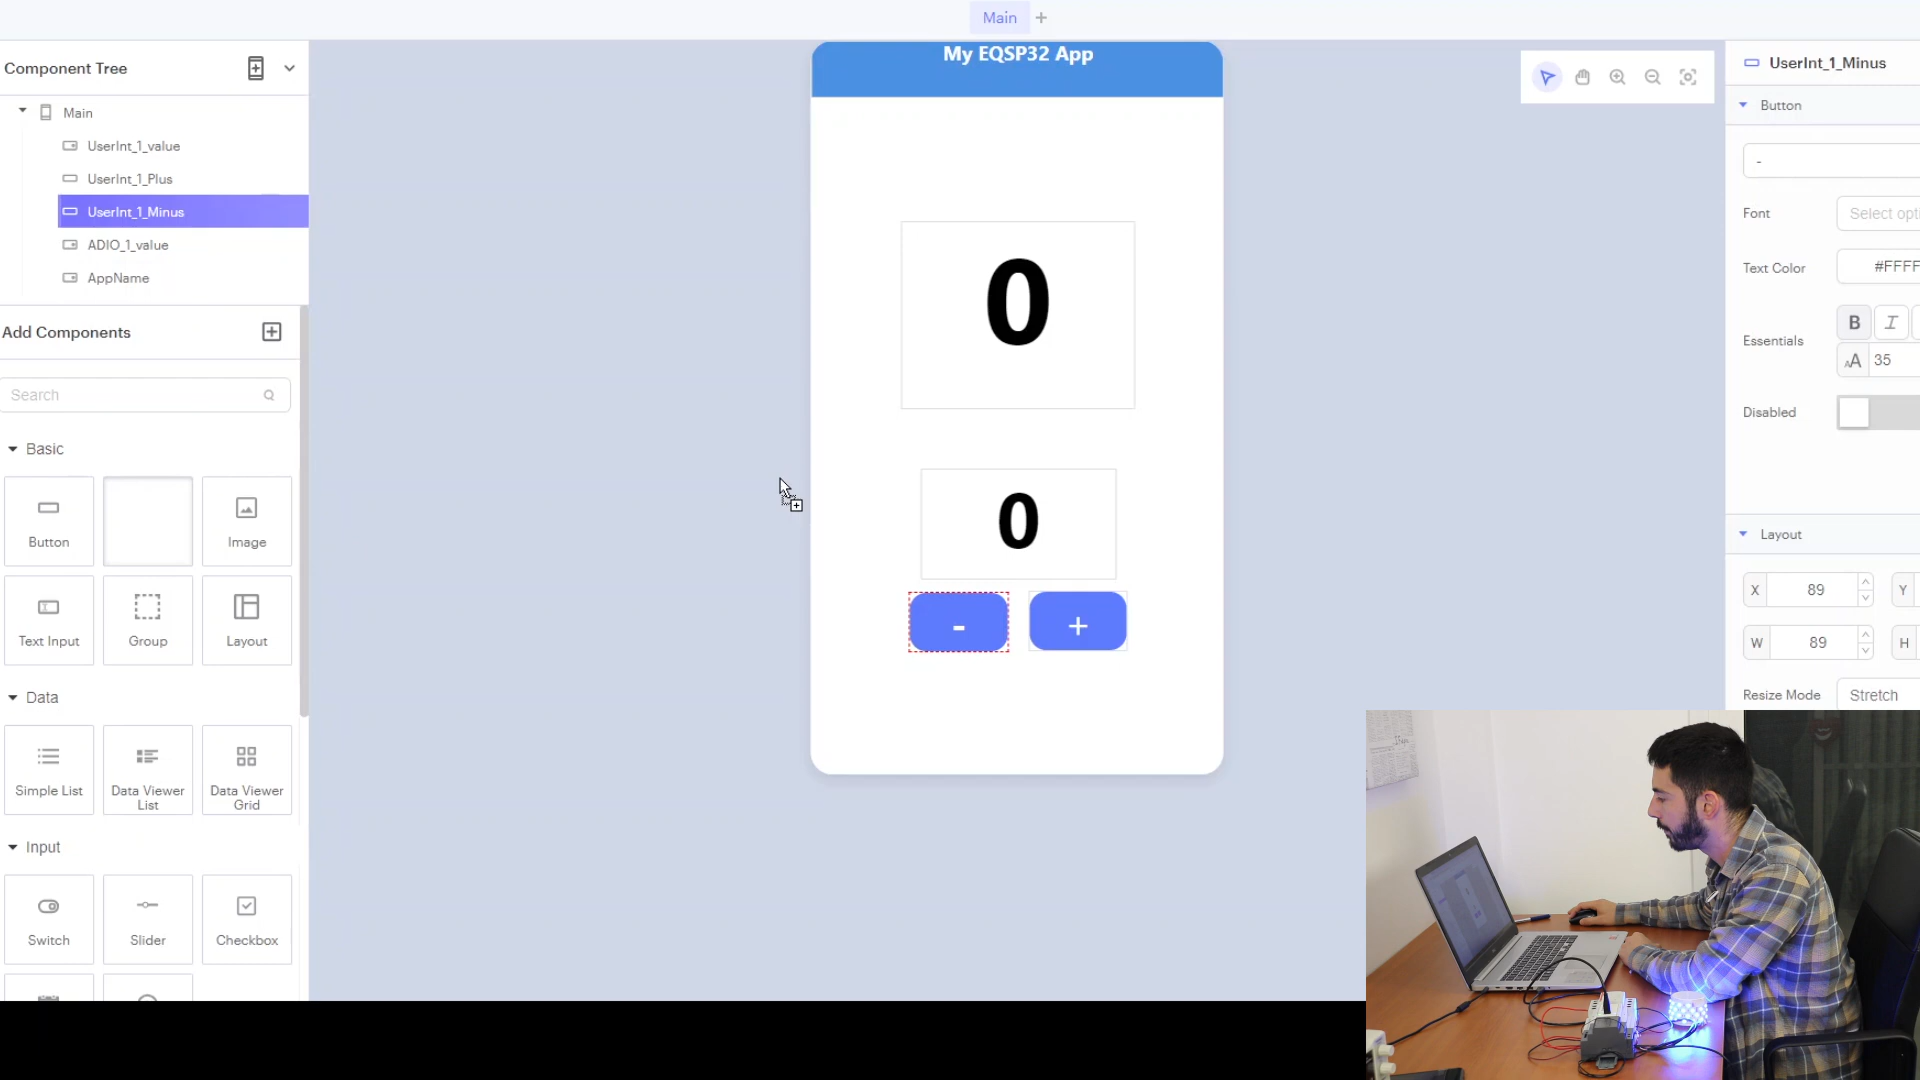 Main
Component Tree
Main
UserInt_1_value
UserInt_1_Plus
UserInt_1_Minus
ADIO_1_value
AppName
Add Components
Search
Basic
Button
Image
Text Input
Group
Layout
Data
Simple List
Data Viewer
List
Data Viewer
Grid
Input
Switch
Slider
Checkbox
My EQSP32 App
0
0
-
+
UserInt_1_Minus
Button
-
Font
Select opti
Text Color
#FFFF
Essentials
B I
AA 35
Disabled
Layout
X 89 Y
W 89 H
Resize Mode Stretch